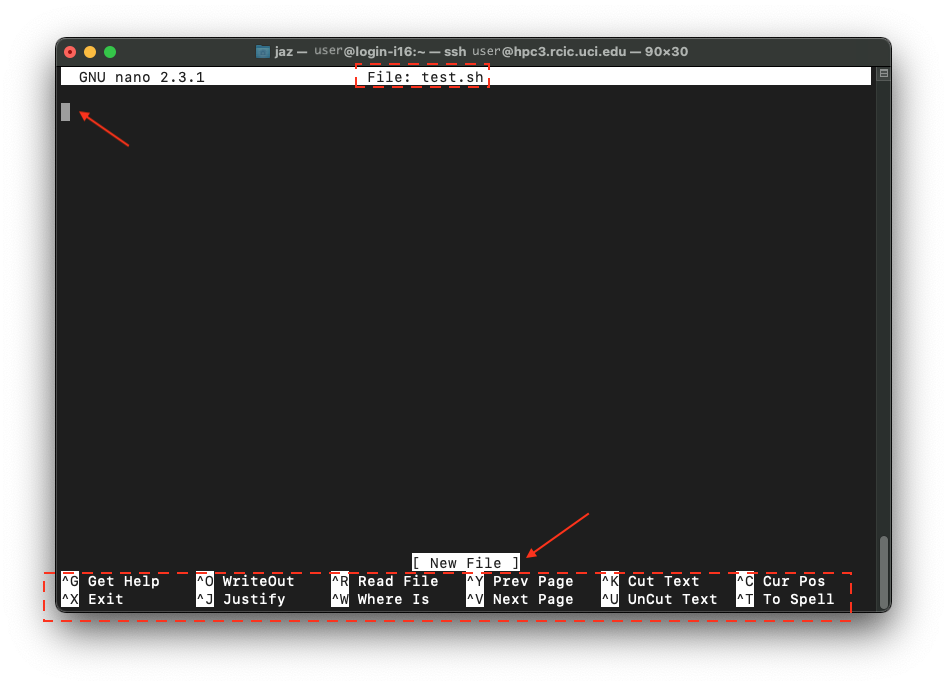 jaz — user@login-i16:~ — ssh user@hpc3.rcic.uci.edu — 90×30
GNU nano 2.3.1 File: test.sh
[ New File ]
^G Get Help ^O WriteOut ^R Read File ^Y Prev Page ^K Cut Text ^C Cur Pos
^X Exit ^J Justify ^W Where Is ^V Next Page ^U UnCut Text ^T To Spell